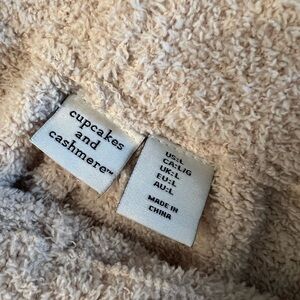 cupcakes
and
cashmere™
US:L
CA:L/G
UK:L
EU:L
AU:L
MADE IN
CHINA